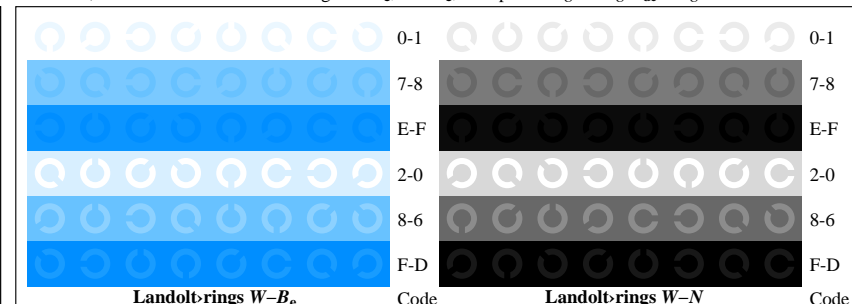 0-1 0-1
7-8 7-8
E-F E-F
2-0 2-0
8-6 8-6
F-D F-D
Landolt›rings W–Be Code Landolt›rings W–N Code